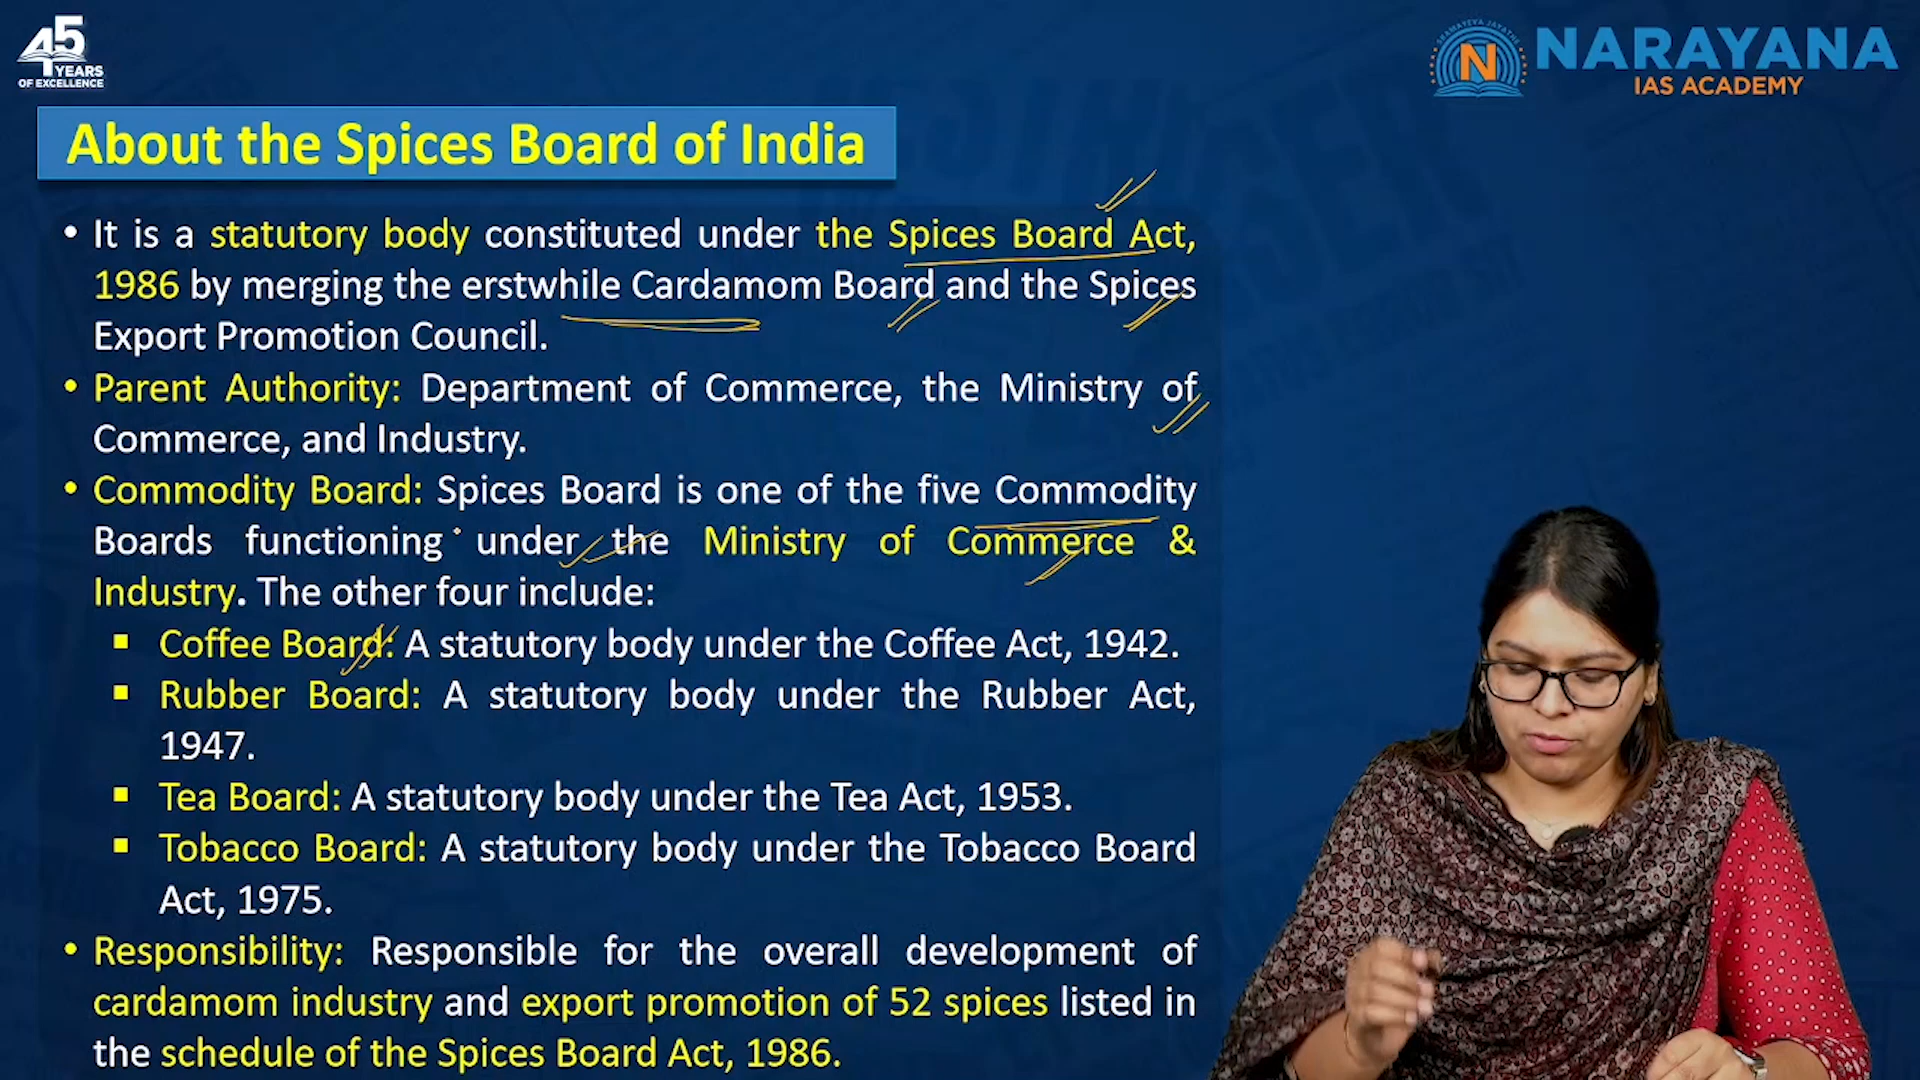 45
YEARS
OF EXCELLENCE
SATYAMEVA JAYATHE
N
NARAYANA
IAS ACADEMY
About the Spices Board of India
• It is a statutory body constituted under the Spices Board Act,
1986 by merging the erstwhile Cardamom Board and the Spices
Export Promotion Council.
• Parent Authority: Department of Commerce, the Ministry of
Commerce, and Industry.
• Commodity Board: Spices Board is one of the five Commodity
Boards functioning under the Ministry of Commerce &
Industry. The other four include:
▪ Coffee Board: A statutory body under the Coffee Act, 1942.
▪ Rubber Board: A statutory body under the Rubber Act,
1947.
▪ Tea Board: A statutory body under the Tea Act, 1953.
▪ Tobacco Board: A statutory body under the Tobacco Board
Act, 1975.
• Responsibility: Responsible for the overall development of
cardamom industry and export promotion of 52 spices listed in
the schedule of the Spices Board Act, 1986.